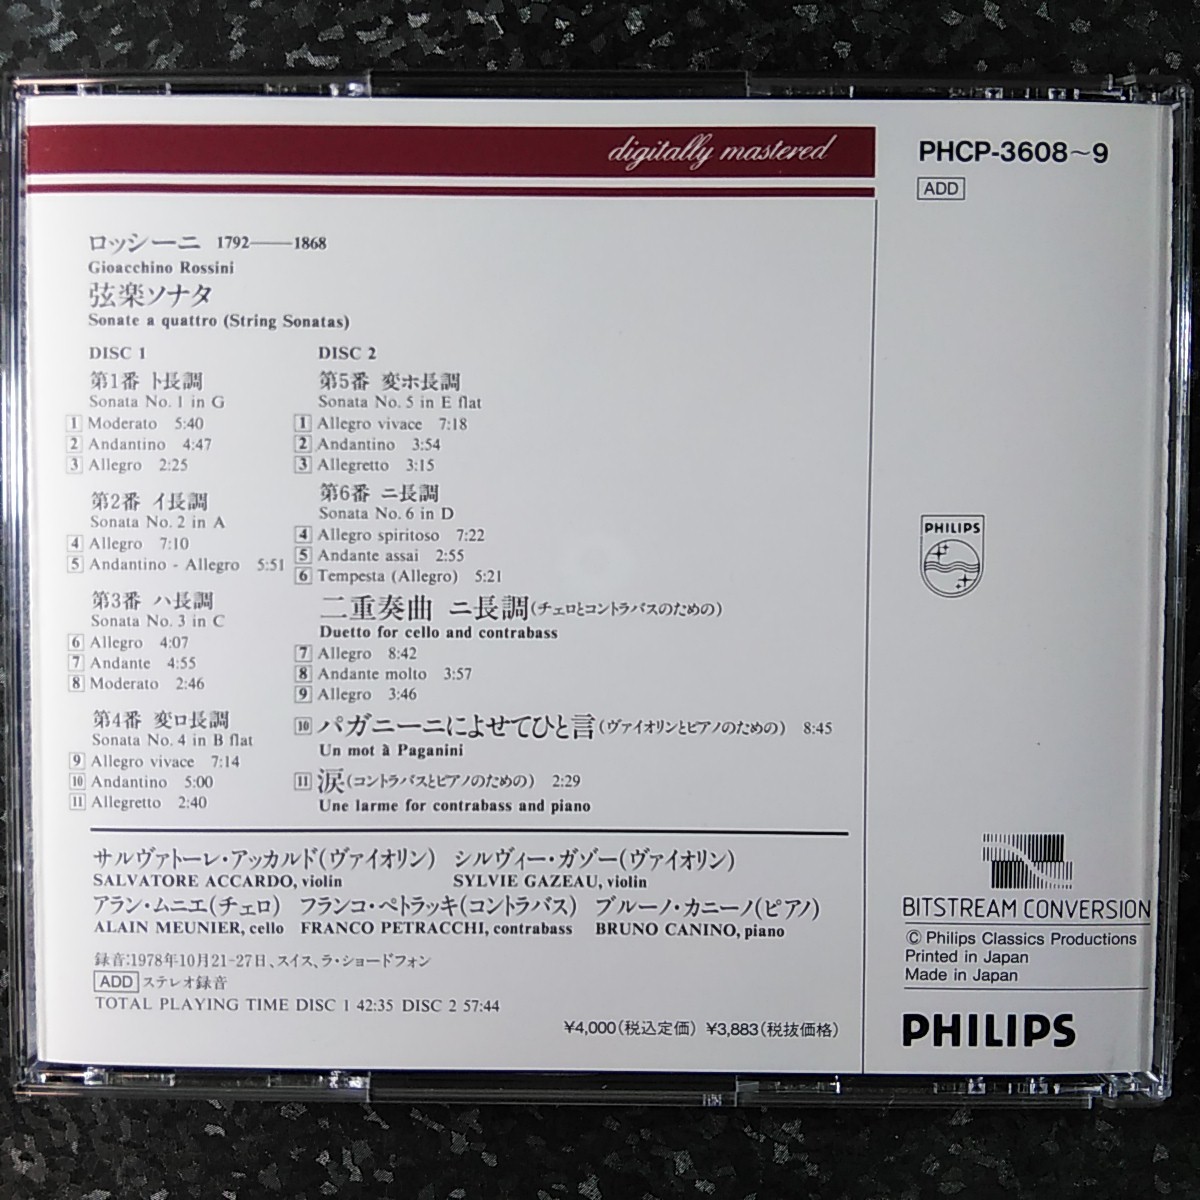 digitally mastered
PHCP-3608~9
ADD
ロッシーニ 1792——1868
Gioacchino Rossini
弦楽ソナタ
Sonate a quattro (String Sonatas)
DISC 1
第1番 ト長調
Sonata No. 1 in G
1 Moderato 5:40
2 Andantino 4:47
3 Allegro 2:25
第2番 イ長調
Sonata No. 2 in A
4 Allegro 7:10
5 Andantino - Allegro 5:51
第3番 ハ長調
Sonata No. 3 in C
6 Allegro 4:07
7 Andante 4:55
8 Moderato 2:46
第4番 変ロ長調
Sonata No. 4 in B flat
9 Allegro vivace 7:14
10 Andantino 5:00
11 Allegretto 2:40
DISC 2
第5番 変ホ長調
Sonata No. 5 in E flat
1 Allegro vivace 7:18
2 Andantino 3:54
3 Allegretto 3:15
第6番 ニ長調
Sonata No. 6 in D
4 Allegro spiritoso 7:22
5 Andante assai 2:55
6 Tempesta (Allegro) 5:21
二重奏曲 ニ長調(チェロとコントラバスのための)
Duetto for cello and contrabass
7 Allegro 8:42
8 Andante molto 3:57
9 Allegro 3:46
10 パガニーニによせてひと言(ヴァイオリンとピアノのための) 8:45
Un mot à Paganini
11 涙(コントラバスとピアノのための) 2:29
Une larme for contrabass and piano
サルヴァトーレ・アッカルド(ヴァイオリン) シルヴィー・ガゾー(ヴァイオリン)
SALVATORE ACCARDO, violin SYLVIE GAZEAU, violin
アラン・ムニエ(チェロ) フランコ・ペトラッキ(コントラバス) ブルーノ・カニーノ(ピアノ)
ALAIN MEUNIER, cello FRANCO PETRACCHI, contrabass BRUNO CANINO, piano
録音:1978年10月21-27日、スイス、ラ・ショードフォン
ADD ステレオ録音
TOTAL PLAYING TIME DISC 1 42:35 DISC 2 57:44
¥4,000(税込定価) ¥3,883(税抜価格)
PHILIPS
BITSTREAM CONVERSION
© Philips Classics Productions
Printed in Japan
Made in Japan
PHILIPS